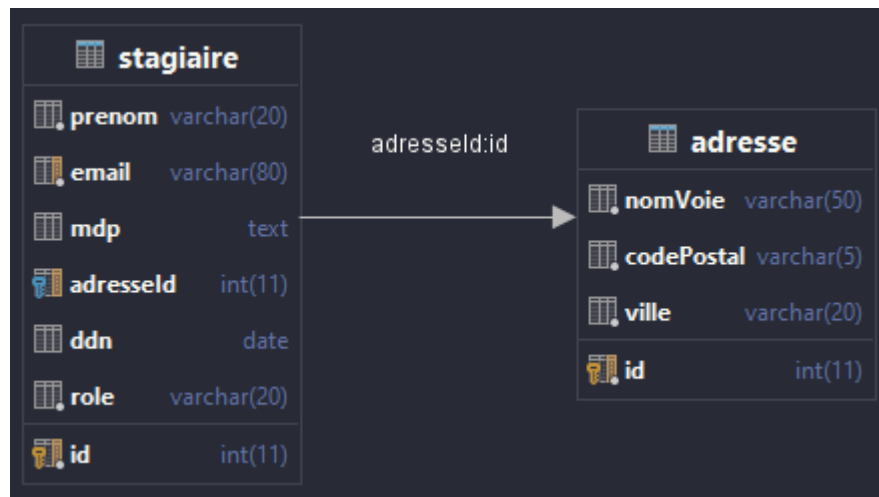 stagiaire
prenom varchar(20)
email varchar(80)
mdp text
adresseId int(11)
ddn date
role varchar(20)
id int(11)
adresseId:id
adresse
nomVoie varchar(50)
codePostal varchar(5)
ville varchar(20)
id int(11)